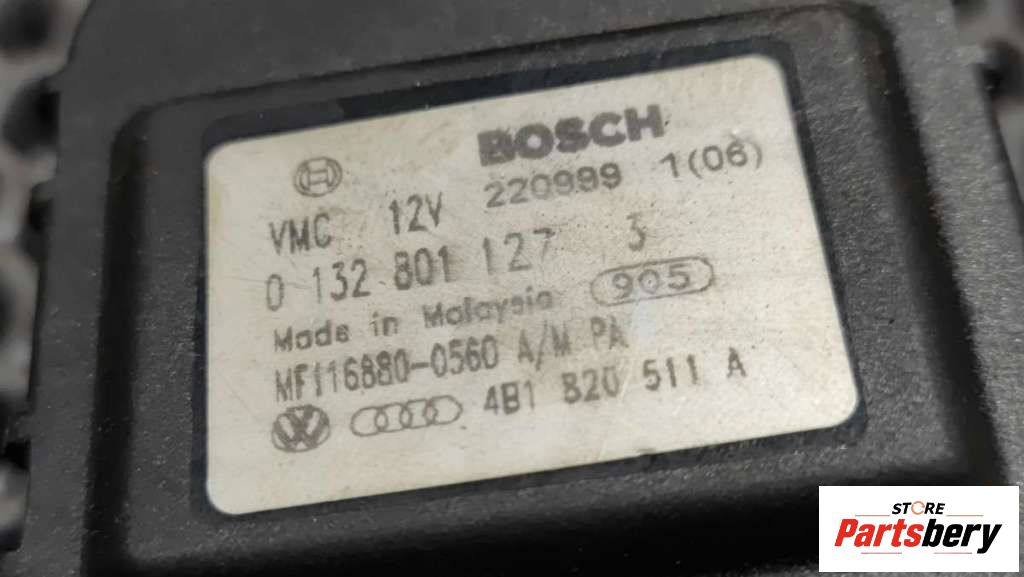 BOSCH
220999 1(06)
VMC 12V
0 132 801 127 3
Made in Malaysia 905
MF116880-0560 A/M PA
4B1 820 511 A
STORE
Partsbery